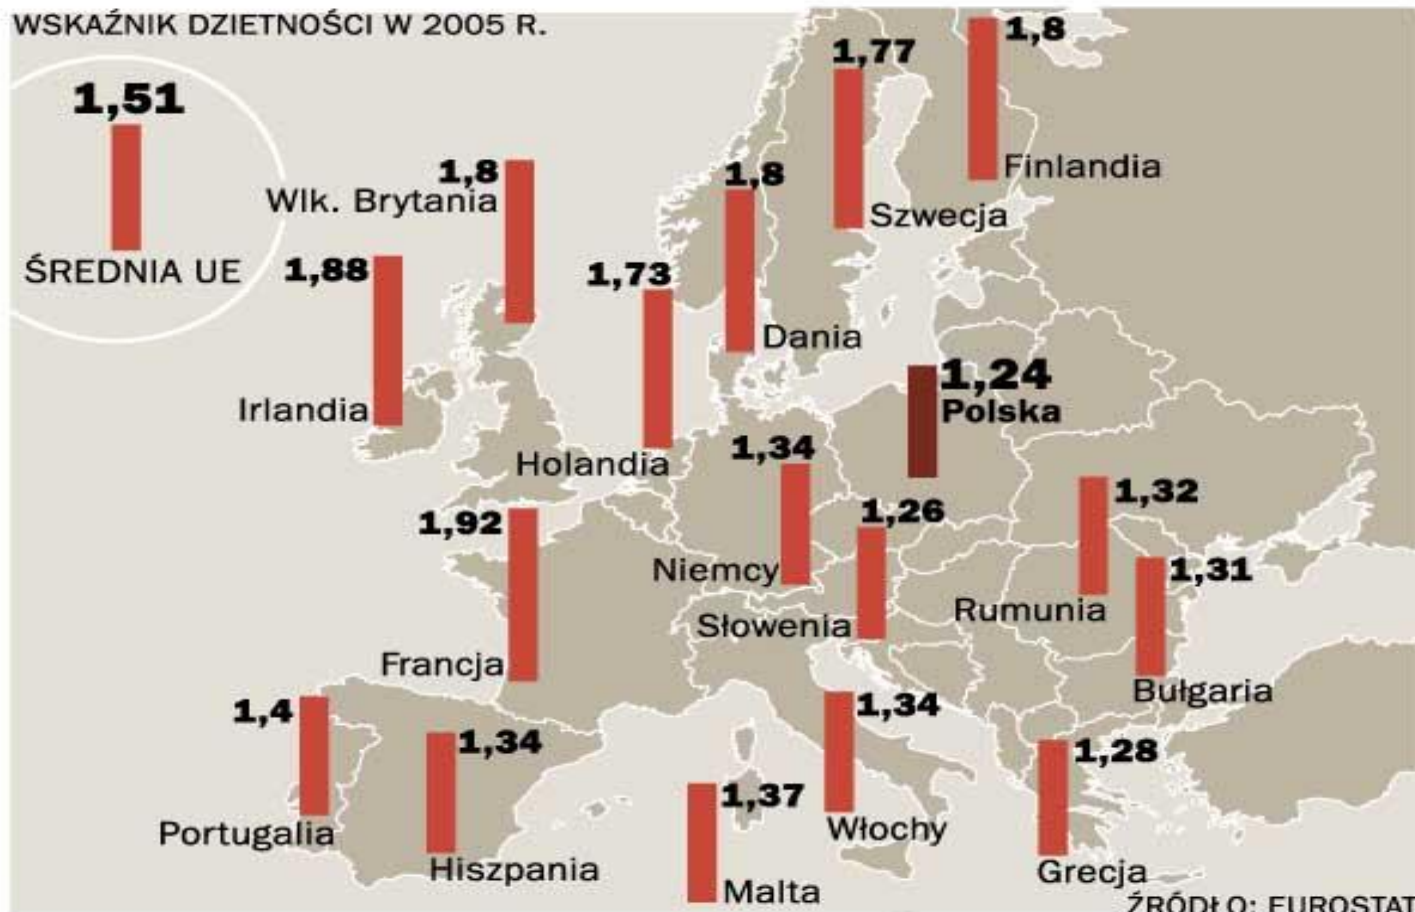 WSKAŹNIK DZIETNOŚCI W 2005 R.
1,51
ŚREDNIA UE
1,8
Wlk. Brytania
1,88
Irlandia
1,73
Holandia
1,8
Dania
1,77
Szwecja
1,8
Finlandia
1,24
Polska
1,34
Niemcy
1,26
Słowenia
1,32
Rumunia
1,31
Bułgaria
1,92
Francja
1,4
Portugalia
1,34
Hiszpania
1,37
Malta
1,34
Włochy
1,28
Grecja
ŹRÓDŁO: EUROSTAT